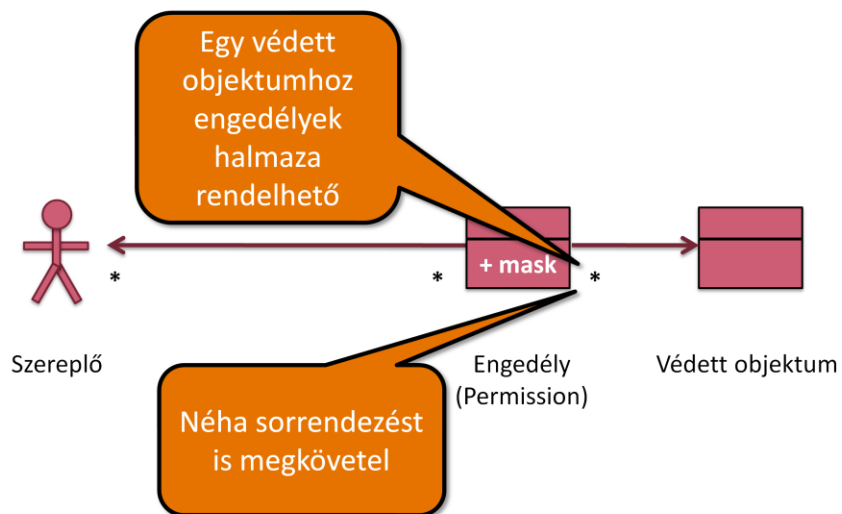 Egy védett
objektumhoz
engedélyek
halmaza
rendelhető
+ mask
*
*
*
Szereplő
Engedély
(Permission)
Védett objektum
Néha sorrendezést
is megkövetel